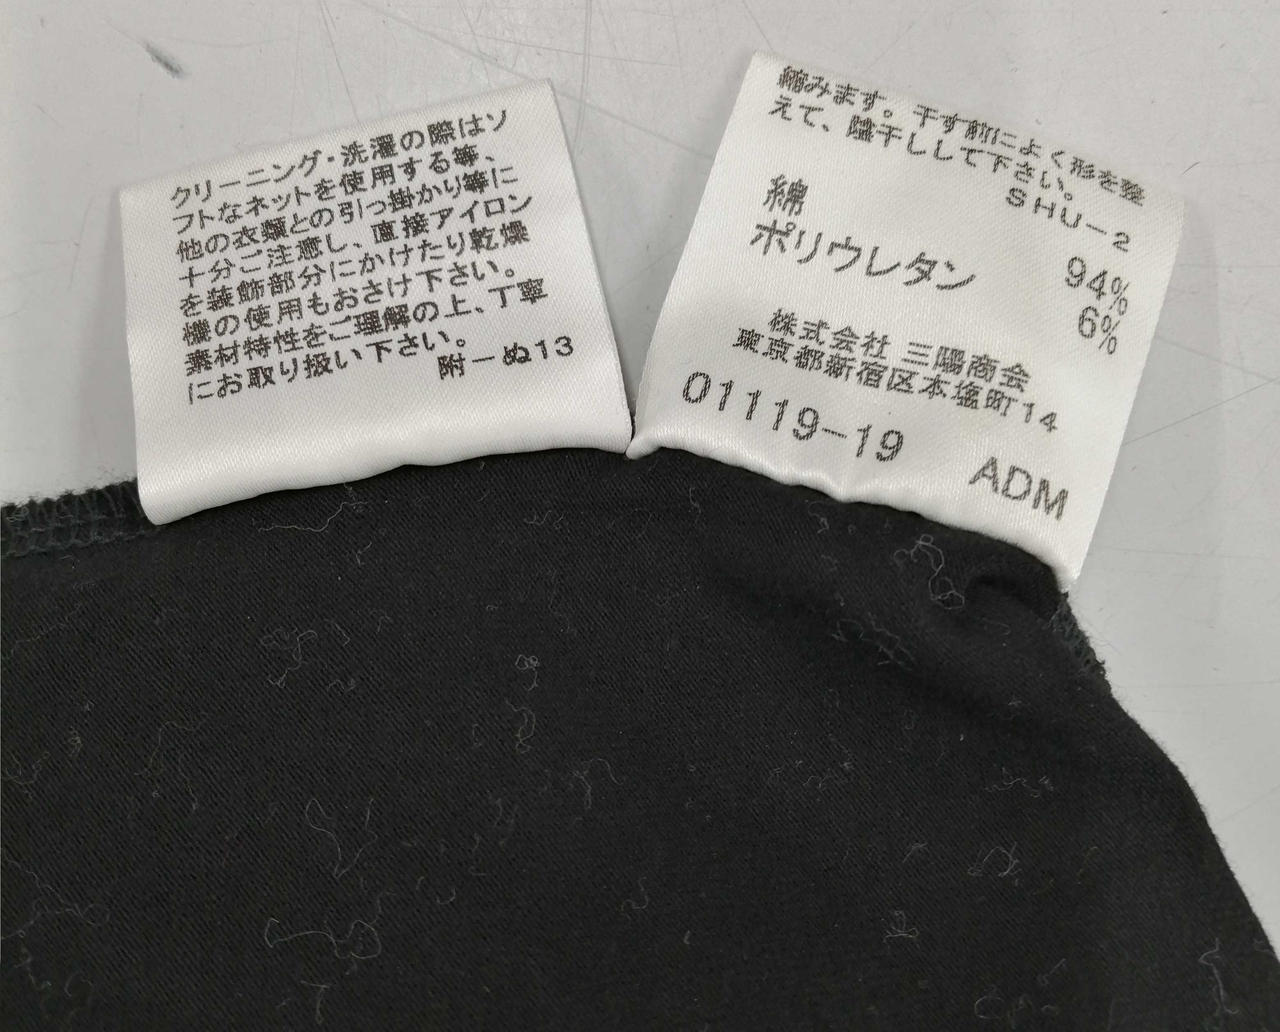 クリーニング・洗濯の際はソ
フトなネットを使用する等、
他の衣類との引っ掛かり等に
十分ご注意し、直接アイロン
を装飾部分にかけたり乾燥
機の使用もおさけ下さい。
素材特性をご理解の上、丁寧
にお取り扱い下さい。
附－ぬ13
縮みます。干す前によく形を整
えて、陰干しして下さい。
SHU－2
綿 94%
ポリウレタン 6%
株式会社 三陽商会
東京都新宿区本塩町14
01119-19
ADM